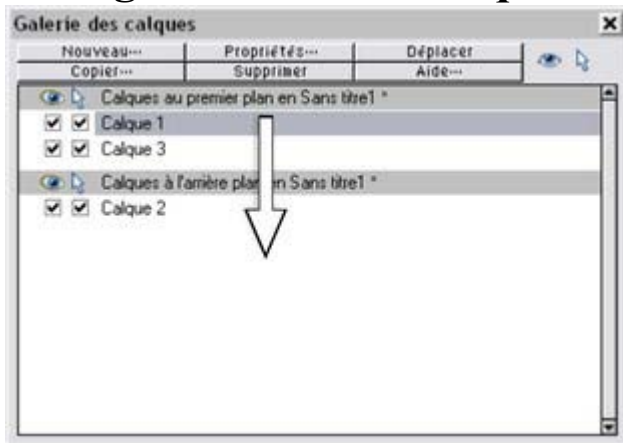 Galerie des calques
Nouveau... Propriétés... Déplacer
Copier... Supprimer Aide...
Calques au premier plan en Sans titre1 *
Calque 1
Calque 3
Calques à l'arrière plan en Sans titre1 *
Calque 2